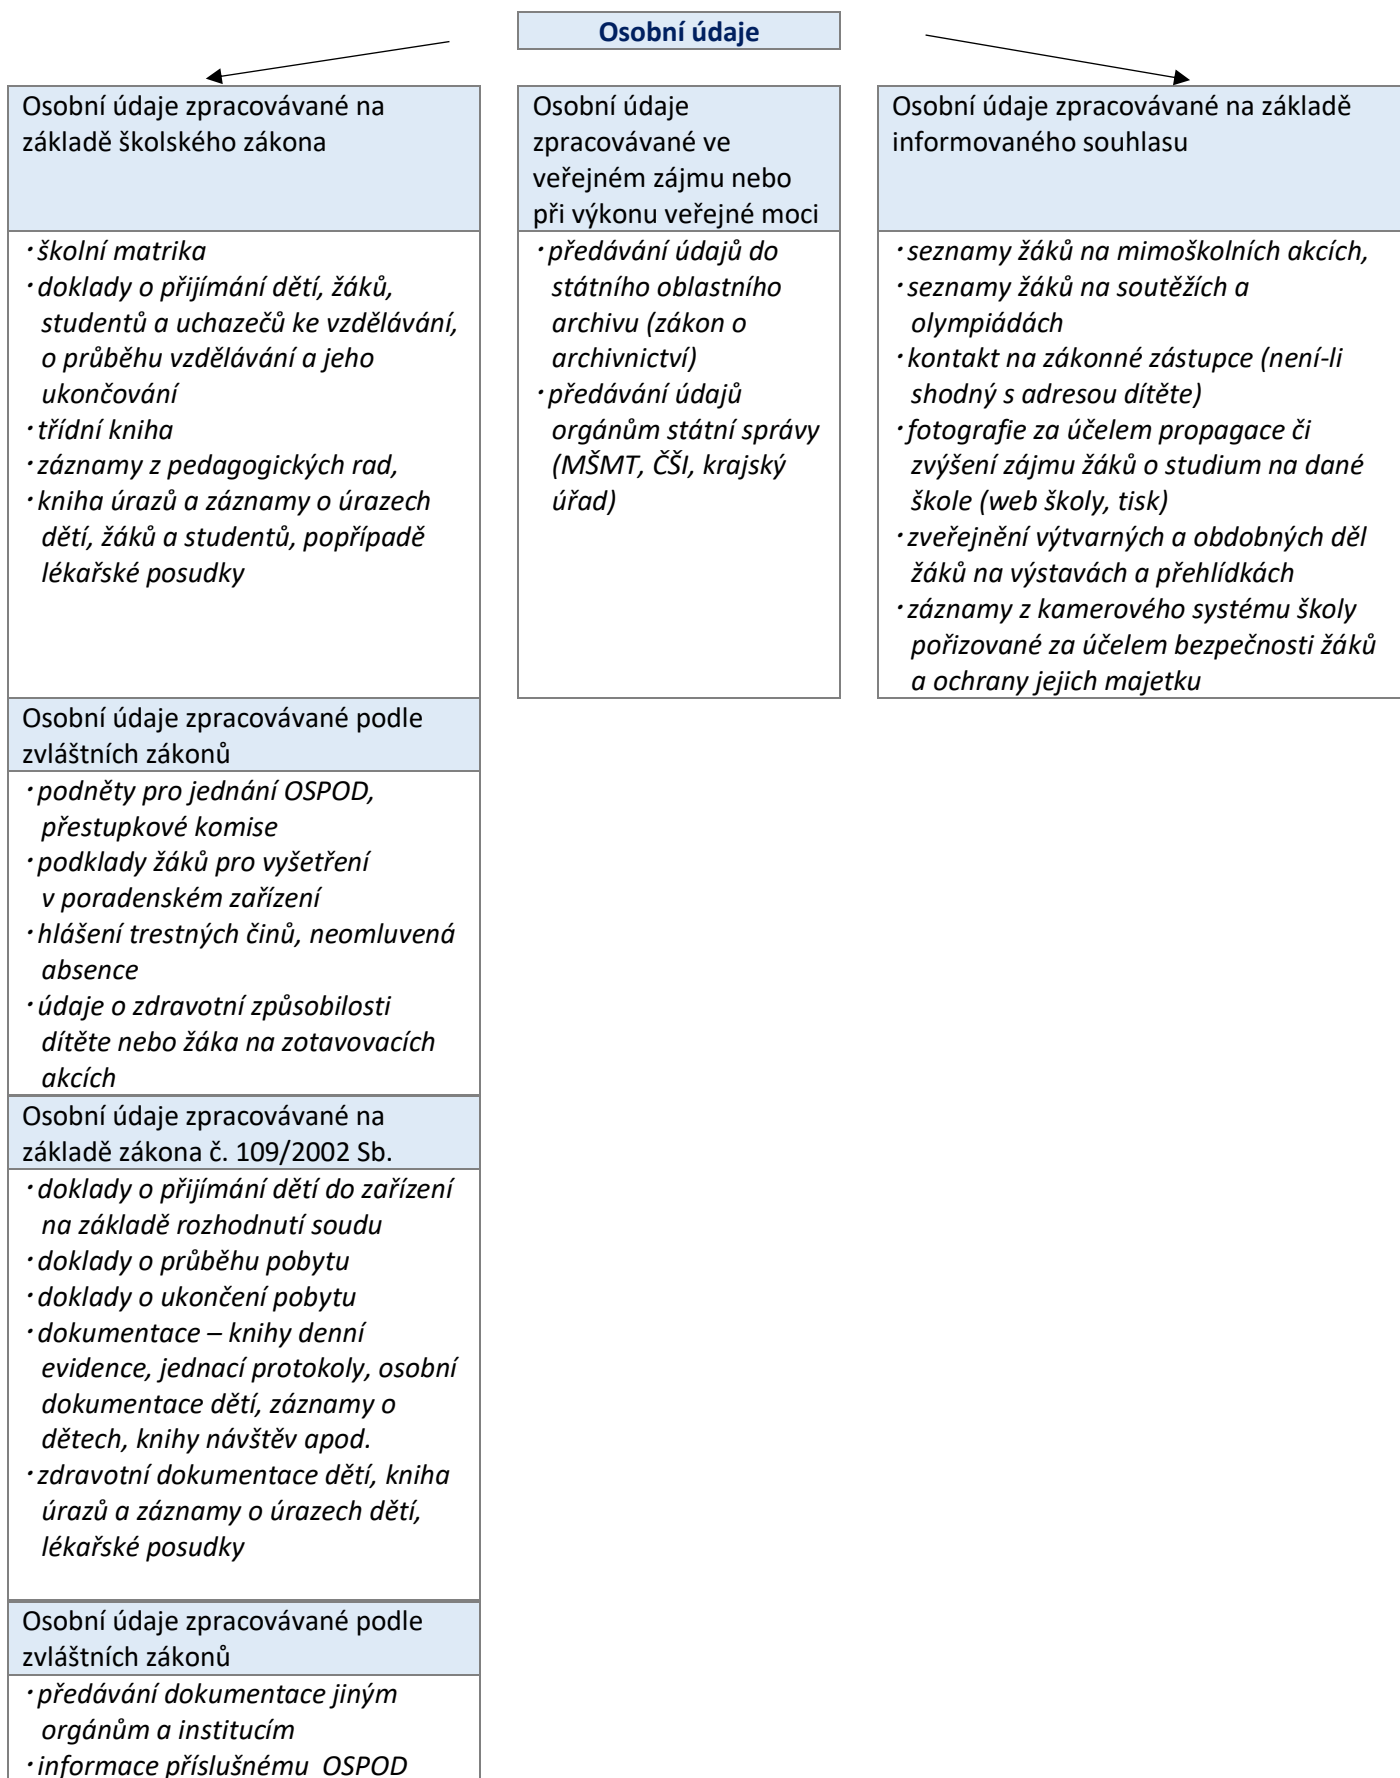 Osobní údaje
Osobní údaje zpracovávané na
základě školského zákona
· školní matrika
· doklady o přijímání dětí, žáků,
studentů a uchazečů ke vzdělávání,
o průběhu vzdělávání a jeho
ukončování
· třídní kniha
· záznamy z pedagogických rad,
· kniha úrazů a záznamy o úrazech
dětí, žáků a studentů, popřípadě
lékařské posudky
Osobní údaje zpracovávané podle
zvláštních zákonů
· podněty pro jednání OSPOD,
přestupkové komise
· podklady žáků pro vyšetření
v poradenském zařízení
· hlášení trestných činů, neomluvená
absence
· údaje o zdravotní způsobilosti
dítěte nebo žáka na zotavovacích
akcích
Osobní údaje zpracovávané na
základě zákona č. 109/2002 Sb.
· doklady o přijímání dětí do zařízení
na základě rozhodnutí soudu
· doklady o průběhu pobytu
· doklady o ukončení pobytu
· dokumentace – knihy denní
evidence, jednací protokoly, osobní
dokumentace dětí, záznamy o
dětech, knihy návštěv apod.
· zdravotní dokumentace dětí, kniha
úrazů a záznamy o úrazech dětí,
lékařské posudky
Osobní údaje zpracovávané podle
zvláštních zákonů
· předávání dokumentace jiným
orgánům a institucím
· informace příslušnému OSPOD
Osobní údaje
zpracovávané ve
veřejném zájmu nebo
při výkonu veřejné moci
· předávání údajů do
státního oblastního
archivu (zákon o
archivnictví)
· předávání údajů
orgánům státní správy
(MŠMT, ČŠI, krajský
úřad)
Osobní údaje zpracovávané na základě
informovaného souhlasu
· seznamy žáků na mimoškolních akcích,
· seznamy žáků na soutěžích a
olympiádách
· kontakt na zákonné zástupce (není-li
shodný s adresou dítěte)
· fotografie za účelem propagace či
zvýšení zájmu žáků o studium na dané
škole (web školy, tisk)
· zveřejnění výtvarných a obdobných děl
žáků na výstavách a přehlídkách
· záznamy z kamerového systému školy
pořizované za účelem bezpečnosti žáků
a ochrany jejich majetku